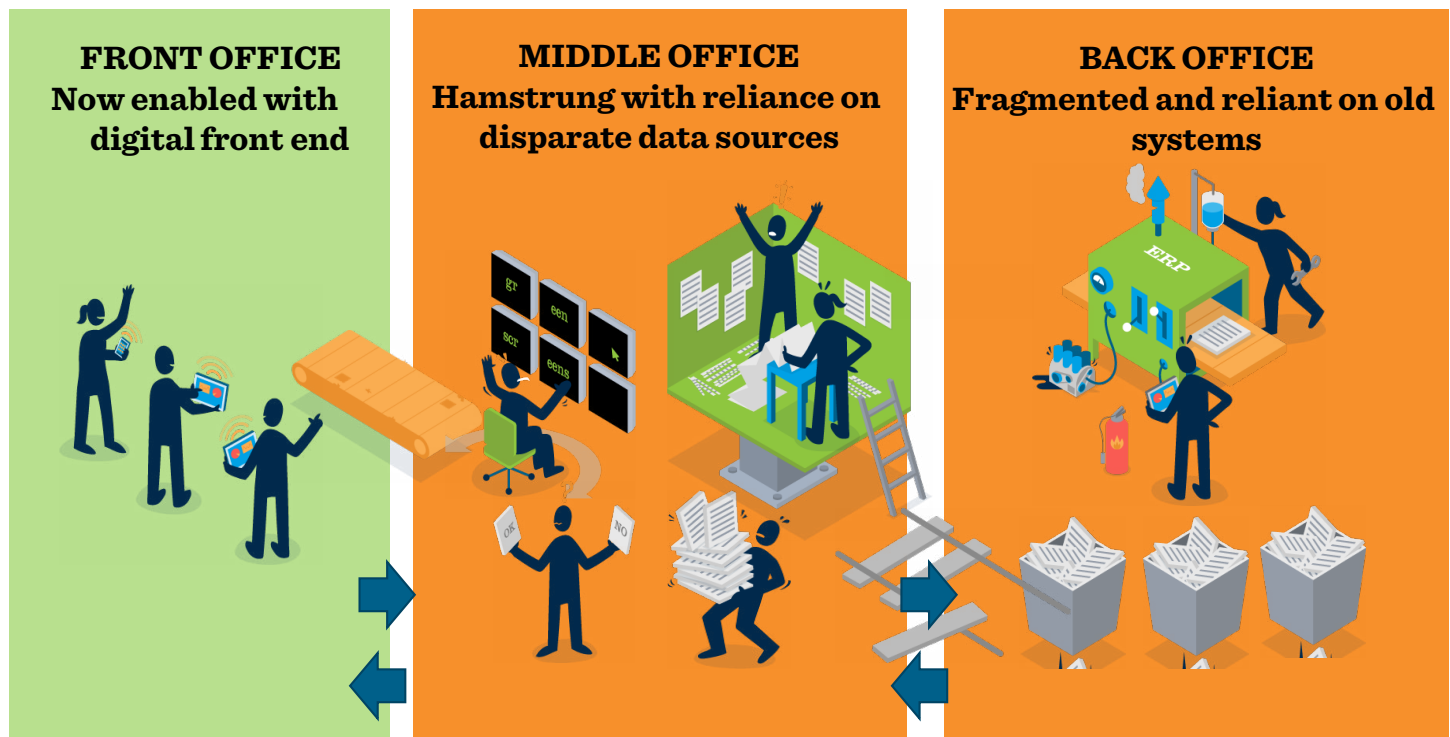 FRONT OFFICE
Now enabled with
digital front end
MIDDLE OFFICE
Hamstrung with reliance on
disparate data sources
BACK OFFICE
Fragmented and reliant on old
systems
gr
een
scr
eens
OK
NO
ERP